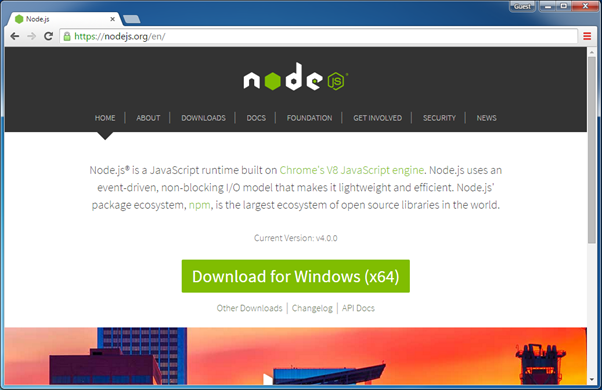 Guest
Node.js
https://nodejs.org/en/
node JS
HOME ABOUT DOWNLOADS DOCS FOUNDATION GET INVOLVED SECURITY NEWS
Node.js® is a JavaScript runtime built on Chrome's V8 JavaScript engine. Node.js uses an
event-driven, non-blocking I/O model that makes it lightweight and efficient. Node.js'
package ecosystem, npm, is the largest ecosystem of open source libraries in the world.
Current Version: v4.0.0
Download for Windows (x64)
Other Downloads | Changelog | API Docs